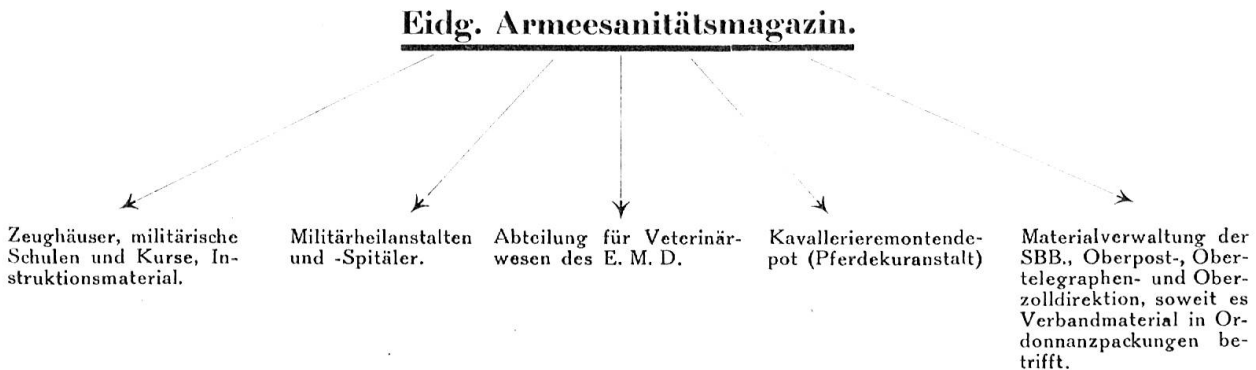 Eidg. Armeesanitätsmagazin.
Zeughäuser, militärische
Schulen und Kurse, In-
struktionsmaterial.
Militärheilanstalten
und -Spitäler.
Abteilung für Veterinär-
wesen des E. M. D.
Kavallerieremontende-
pot (Pferdekuranstalt)
Materialverwaltung der
SBB., Oberpost-, Ober-
telegraphen- und Ober-
zolldirektion, soweit es
Verbandmaterial in Or-
donnanzpackungen be-
trifft.